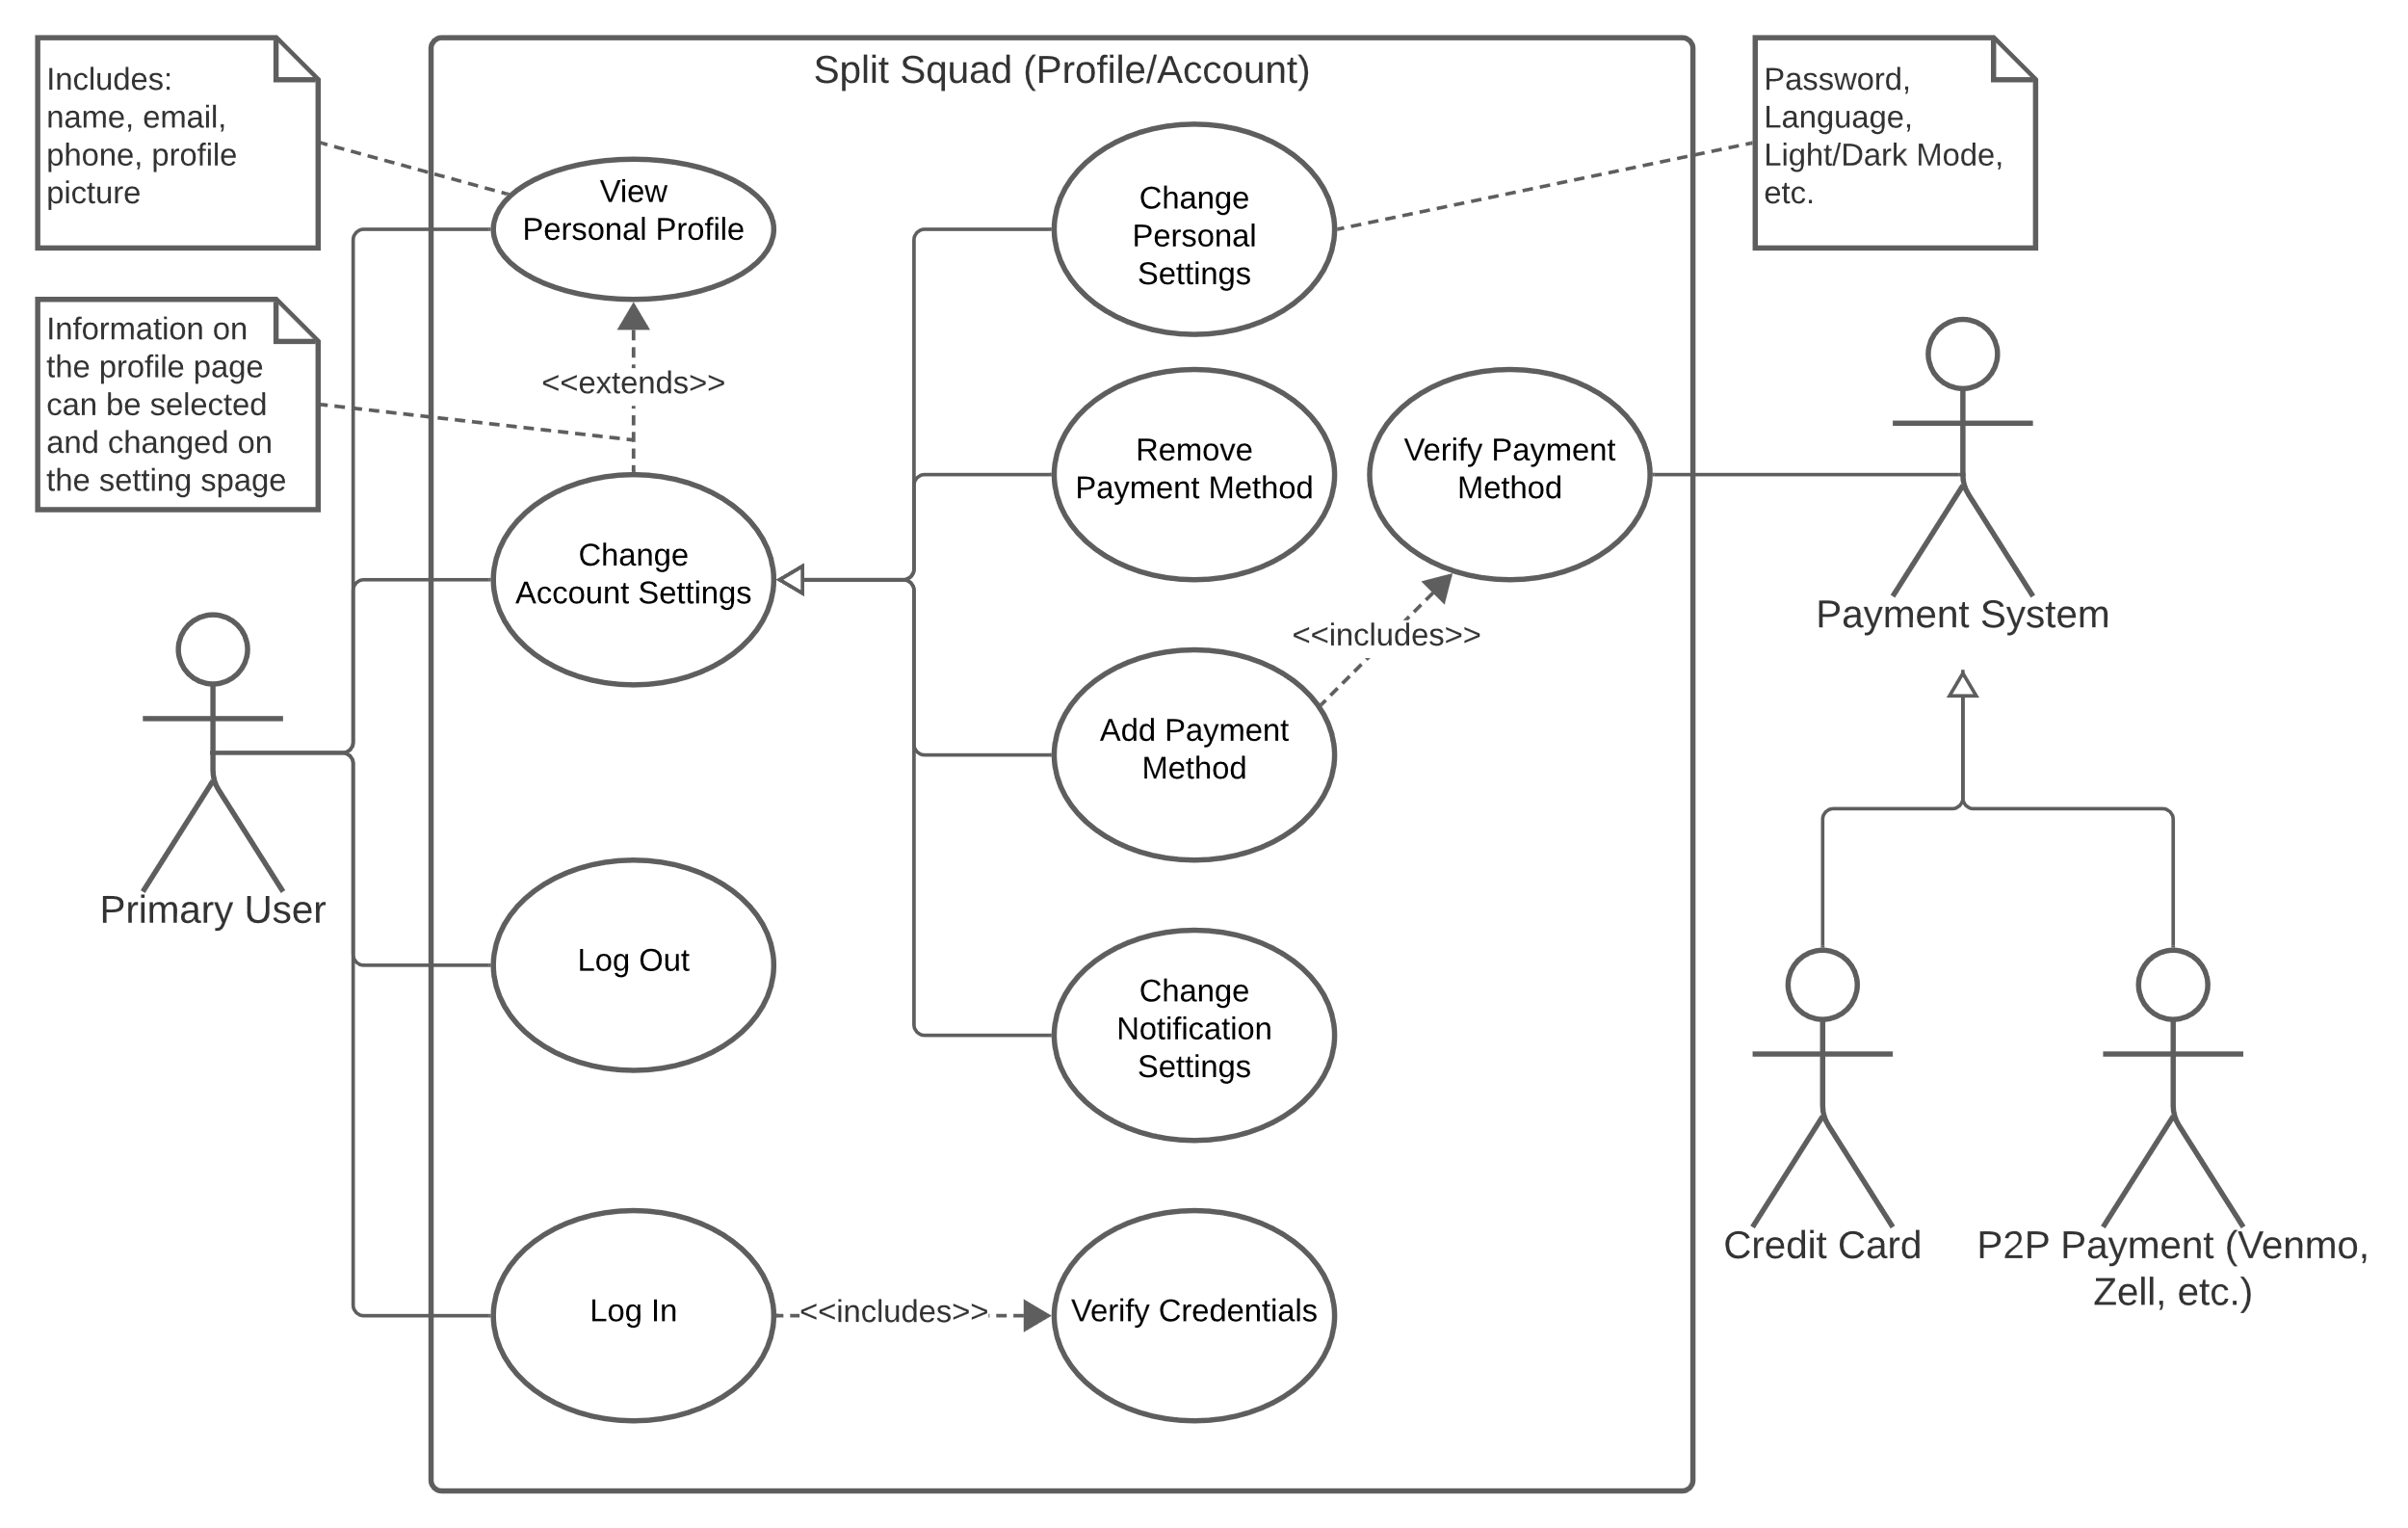 Split Squad (Profile/Account)
Includes:
name, email,
phone, profile
picture
Password,
Language,
Light/Dark Mode,
etc.
View
Personal Profile
Change
Personal
Settings
Information on
the profile page
can be selected
and changed on
the setting spage
<<extends>>
Remove
Payment Method
Verify Payment
Method
Change
Account Settings
Payment System
<<includes>>
Add Payment
Method
Primary User
Log Out
Change
Notification
Settings
Credit Card
P2P Payment (Venmo,
Zell, etc.)
Log In
<<includes>>
Verify Credentials